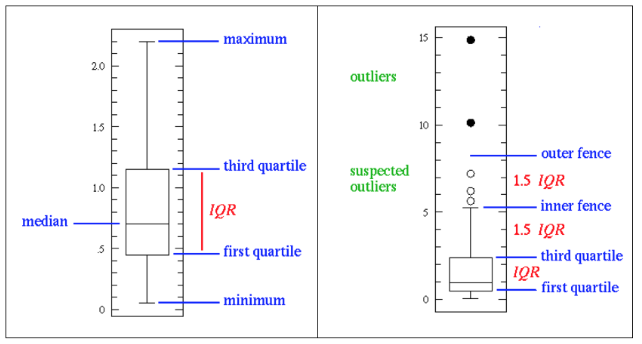 maximum
2.0
1.5
third quartile
1.0
IQR
median
.5
first quartile
minimum
0
15
outliers
10
outer fence
suspected
outliers
1.5 IQR
inner fence
5
1.5 IQR
third quartile
IQR
first quartile
0